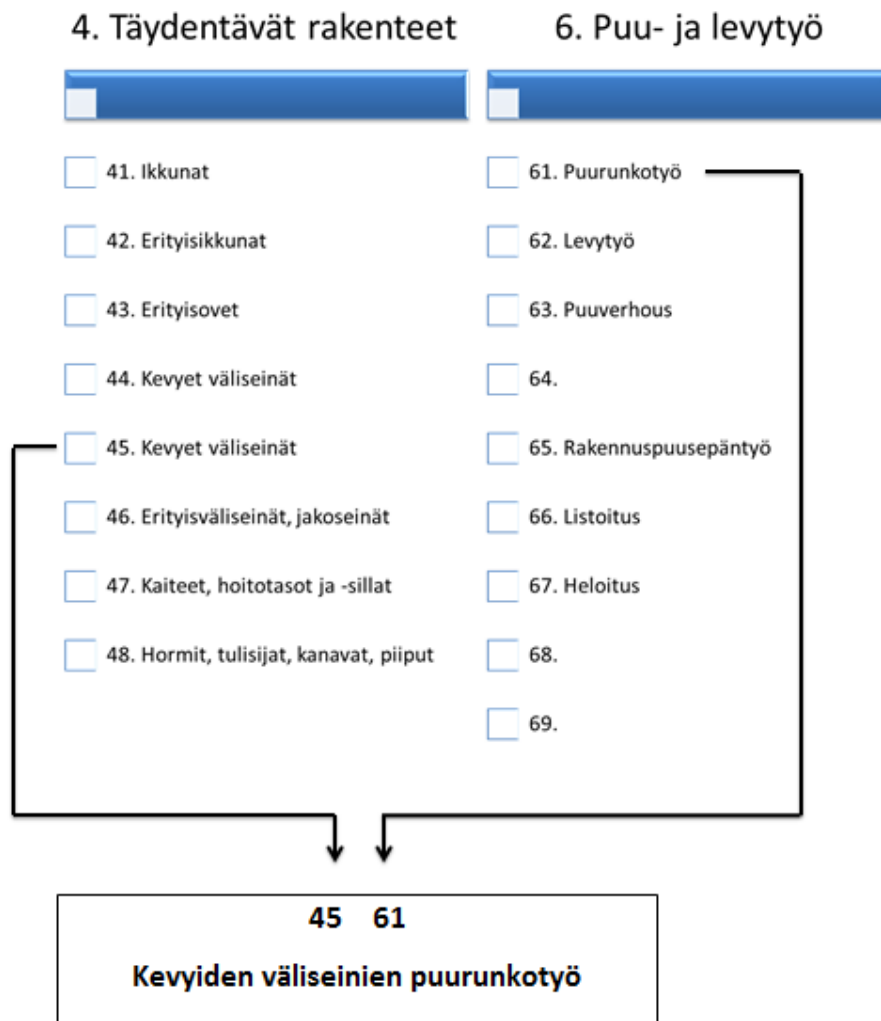 4. Täydentävät rakenteet
41. Ikkunat
42. Erityisikkunat
43. Erityisovet
44. Kevyet väliseinät
45. Kevyet väliseinät
46. Erityisväliseinät, jakoseinät
47. Kaiteet, hoitotasot ja -sillat
48. Hormit, tulisijat, kanavat, piiput
6. Puu- ja levytyö
61. Puurunkotyö
62. Levytyö
63. Puuverhous
64.
65. Rakennuspuusepäntyö
66. Listoitus
67. Heloitus
68.
69.
45 61
Kevyiden väliseinien puurunkotyö